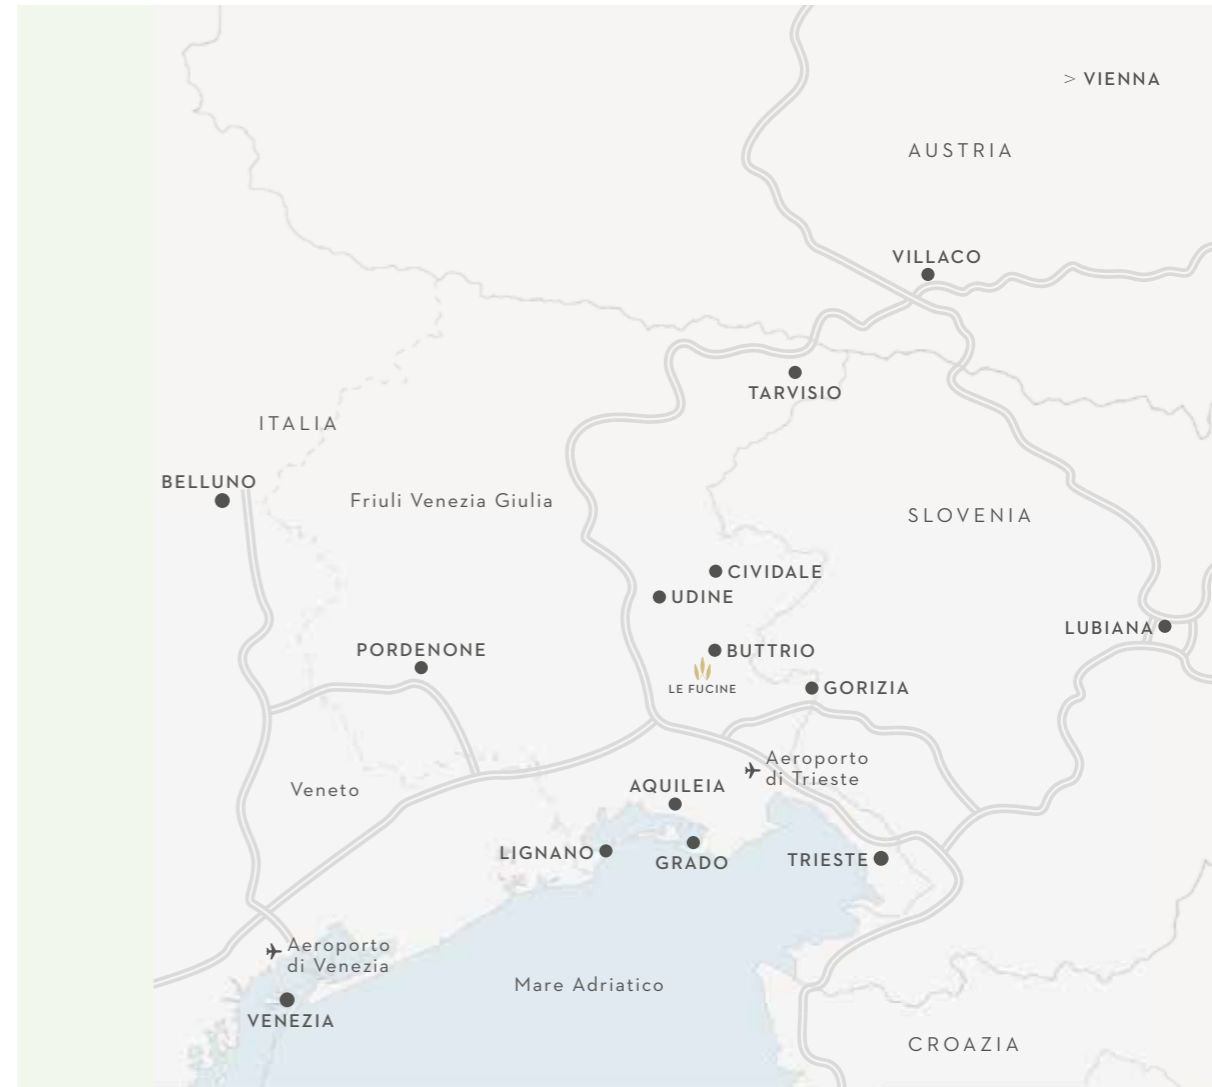 > VIENNA
AUSTRIA
VILLACO
TARVISIO
ITALIA
BELLUNO
Friuli Venezia Giulia
SLOVENIA
CIVIDALE
UDINE
LUBIANA
PORDENONE
BUTTRIO
LE FUCINE
GORIZIA
Aeroporto
di Trieste
Veneto
AQUILEIA
LIGNANO
GRADO
TRIESTE
Aeroporto
di Venezia
Mare Adriatico
VENEZIA
CROAZIA